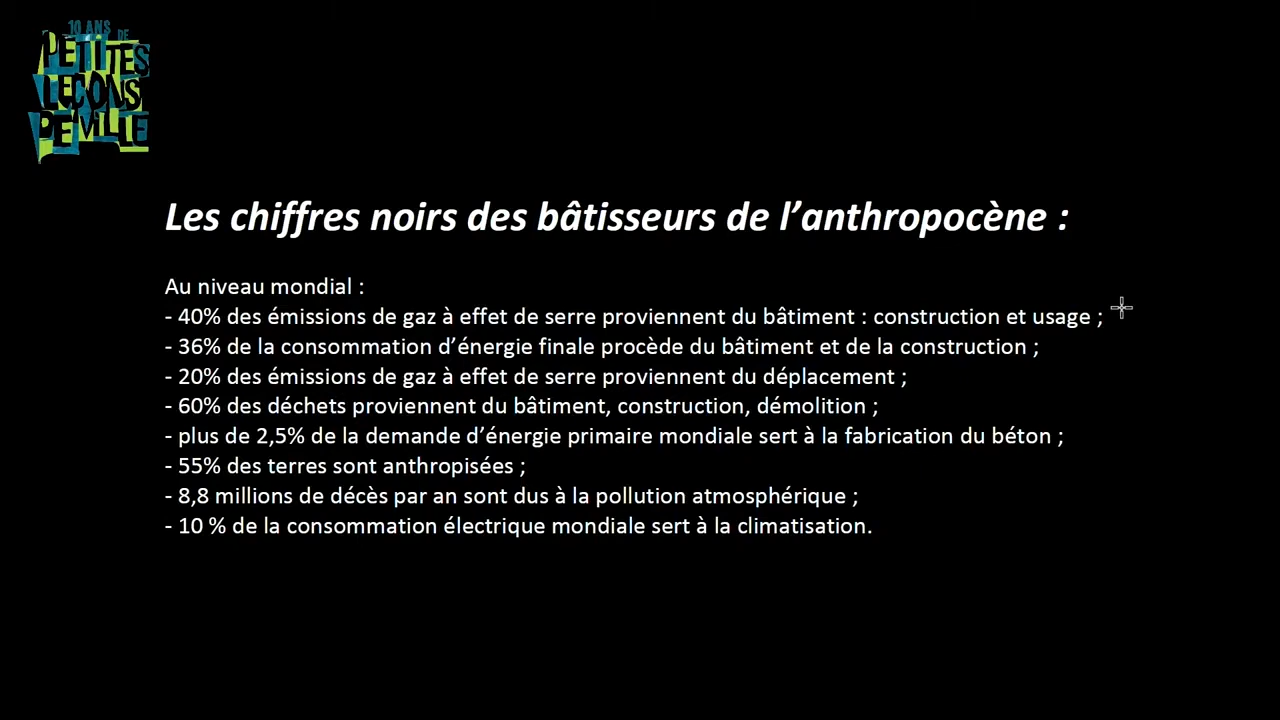 10 ANS DE
PETITES
LEÇONS
DE VILLE
Les chiffres noirs des bâtisseurs de l’anthropocène :
Au niveau mondial :
- 40% des émissions de gaz à effet de serre proviennent du bâtiment : construction et usage ;
- 36% de la consommation d’énergie finale procède du bâtiment et de la construction ;
- 20% des émissions de gaz à effet de serre proviennent du déplacement ;
- 60% des déchets proviennent du bâtiment, construction, démolition ;
- plus de 2,5% de la demande d’énergie primaire mondiale sert à la fabrication du béton ;
- 55% des terres sont anthropisées ;
- 8,8 millions de décès par an sont dus à la pollution atmosphérique ;
- 10 % de la consommation électrique mondiale sert à la climatisation.